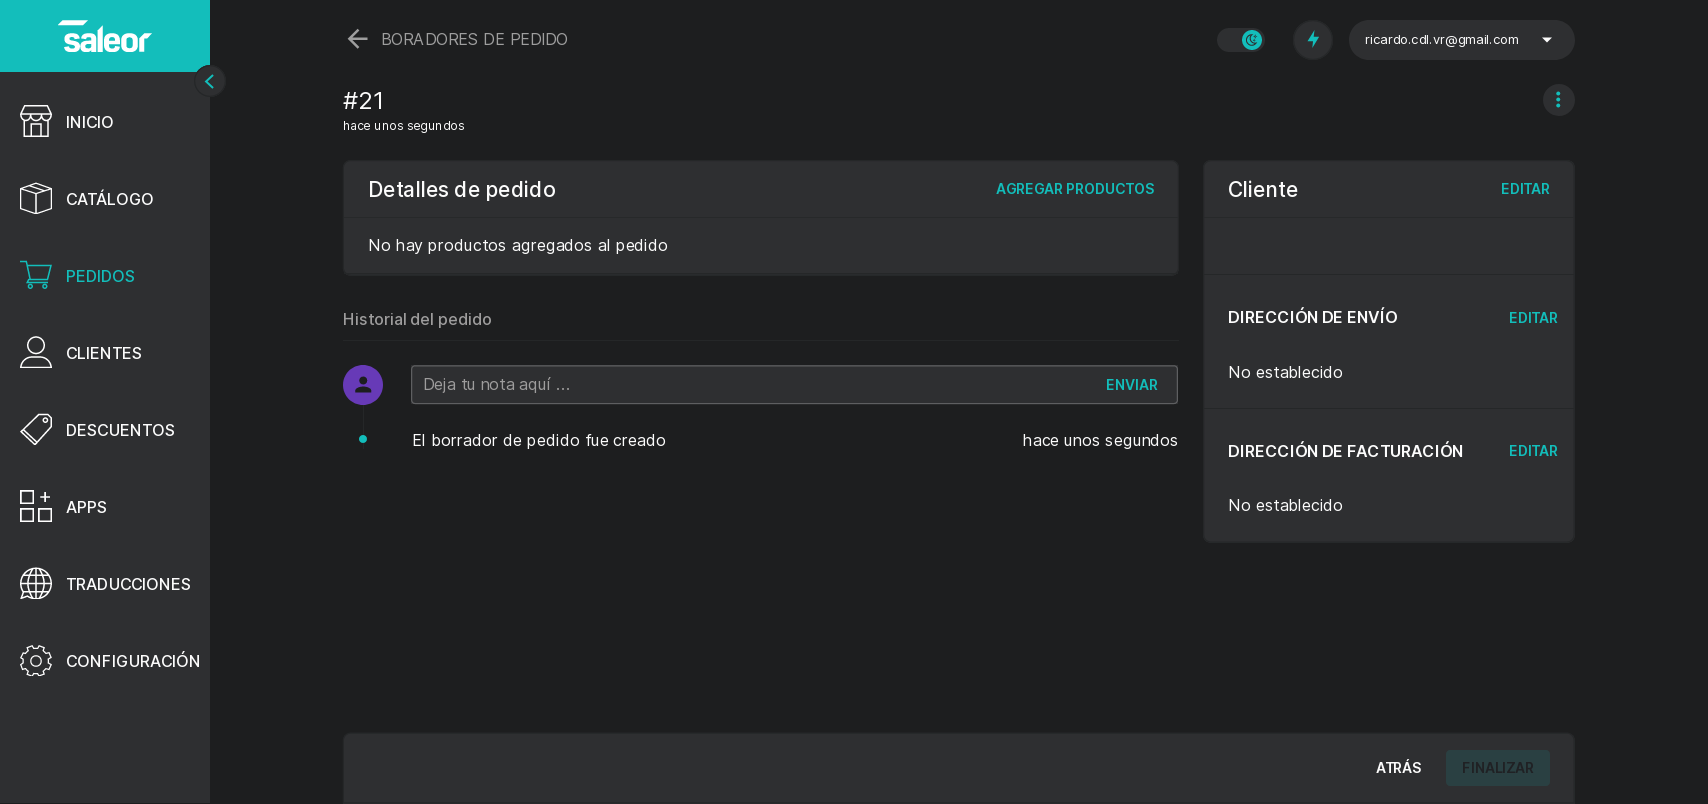 saleor
BORADORES DE PEDIDO
ricardo.cdl.vr@gmail.com
#21
hace unos segundos
INICIO
CATÁLOGO
PEDIDOS
CLIENTES
DESCUENTOS
APPS
TRADUCCIONES
CONFIGURACIÓN
Detalles de pedido
AGREGAR PRODUCTOS
No hay productos agregados al pedido
Historial del pedido
Deja tu nota aquí ...
ENVIAR
El borrador de pedido fue creado
hace unos segundos
Cliente
EDITAR
DIRECCIÓN DE ENVÍO
EDITAR
No establecido
DIRECCIÓN DE FACTURACIÓN
EDITAR
No establecido
ATRÁS
FINALIZAR